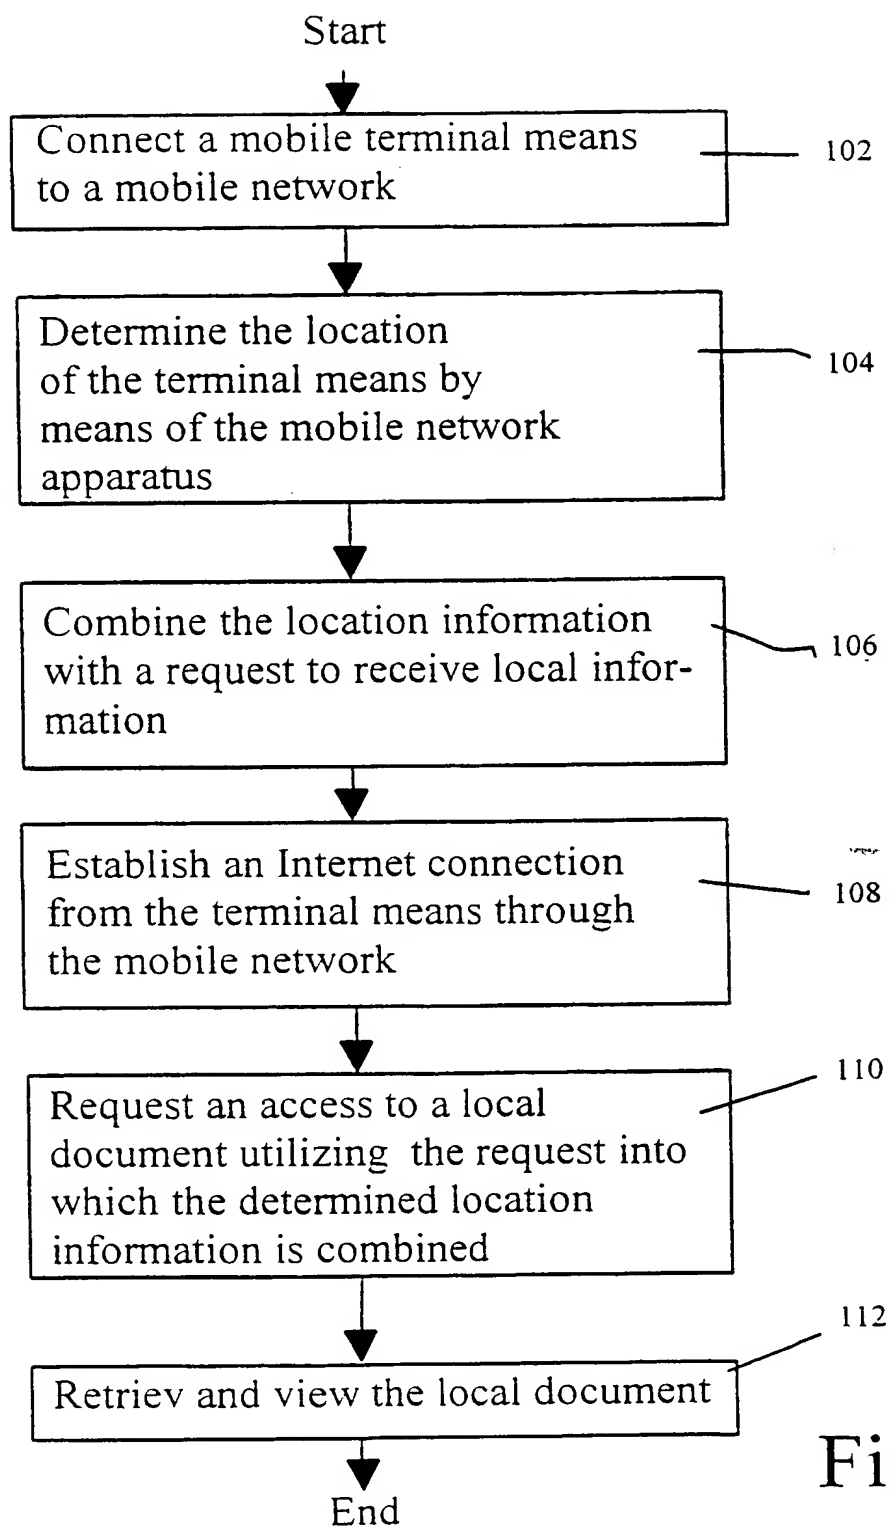 Start
Connect a mobile terminal means
to a mobile network
102
Determine the location
of the terminal means by
means of the mobile network
apparatus
104
Combine the location information
with a request to receive local infor-
mation
106
Establish an Internet connection
from the terminal means through
the mobile network
108
Request an access to a local
document utilizing the request into
which the determined location
information is combined
110
Retriev and view the local document
112
End
Fi